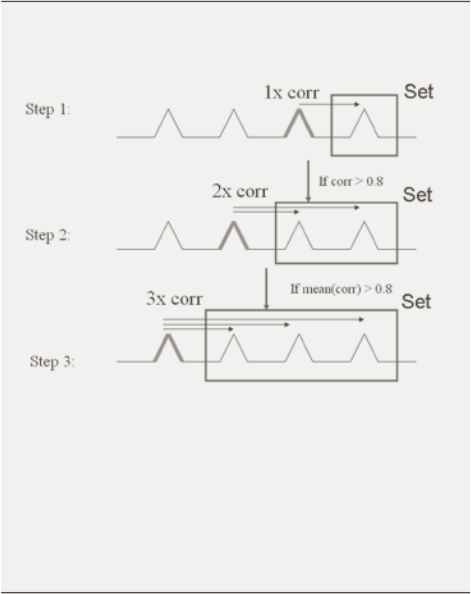 1x corr
Set
Step 1:
If corr > 0.8
2x corr
Set
Step 2:
If mean(corr) > 0.8
3x corr
Set
Step 3: